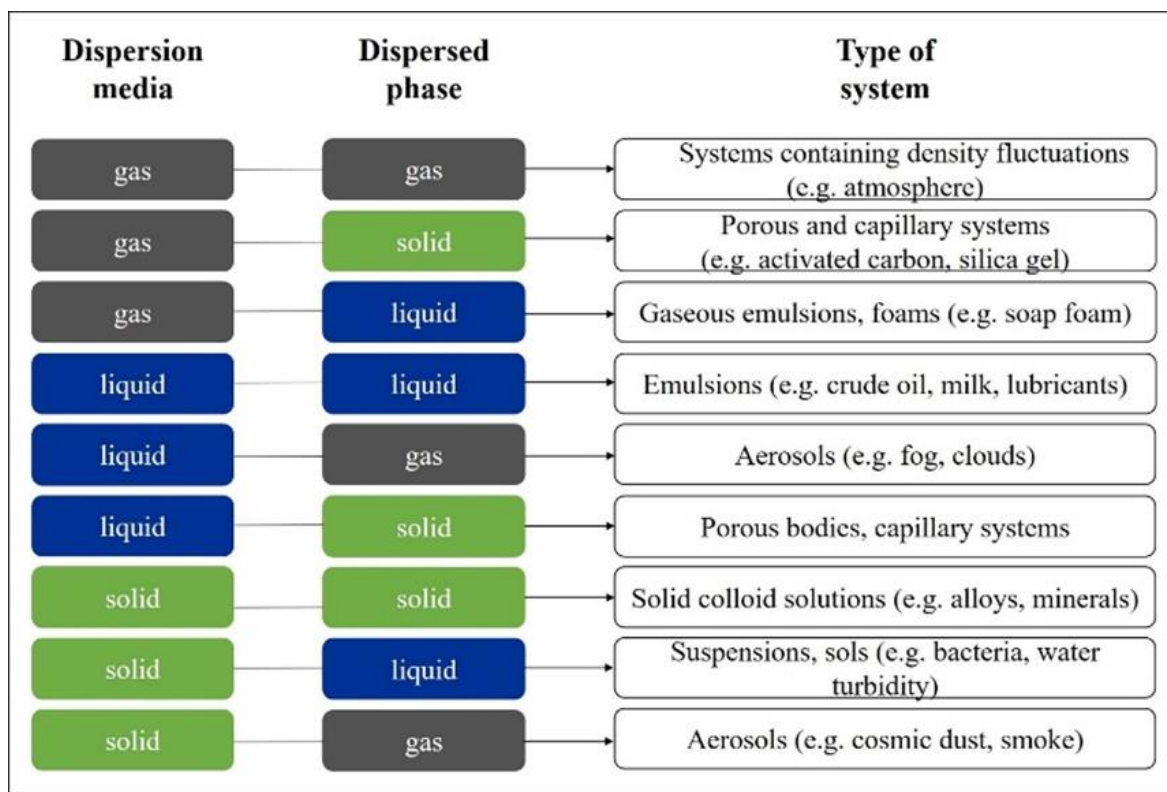 Dispersion media
Dispersed phase
Type of system
gas
gas
Systems containing density fluctuations
(e.g. atmosphere)
gas
solid
Porous and capillary systems
(e.g. activated carbon, silica gel)
gas
liquid
Gaseous emulsions, foams (e.g. soap foam)
liquid
liquid
Emulsions (e.g. crude oil, milk, lubricants)
liquid
gas
Aerosols (e.g. fog, clouds)
liquid
solid
Porous bodies, capillary systems
solid
solid
Solid colloid solutions (e.g. alloys, minerals)
solid
liquid
Suspensions, sols (e.g. bacteria, water
turbidity)
solid
gas
Aerosols (e.g. cosmic dust, smoke)